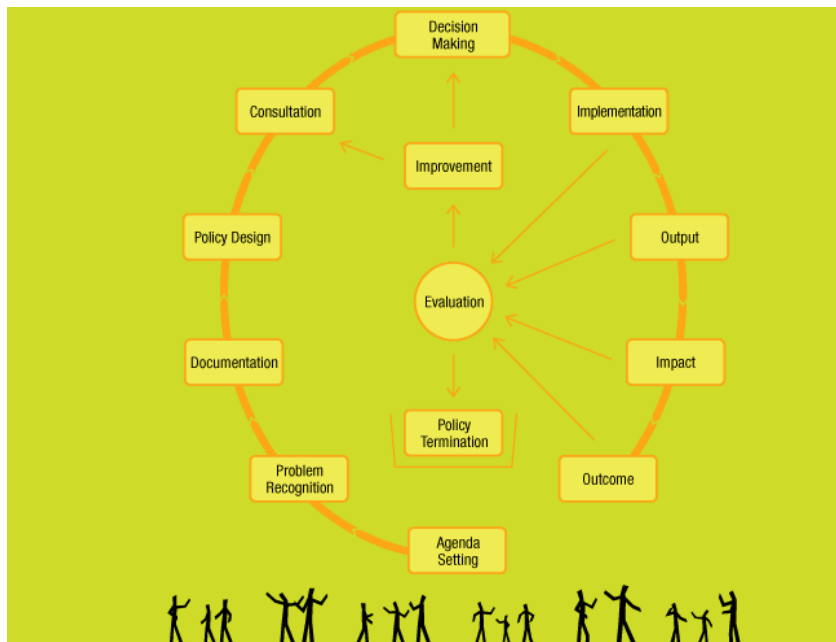 Decision
Making
Consultation
Implementation
Improvement
Policy Design
Output
Evaluation
Documentation
Impact
Policy
Termination
Problem
Recognition
Outcome
Agenda
Setting